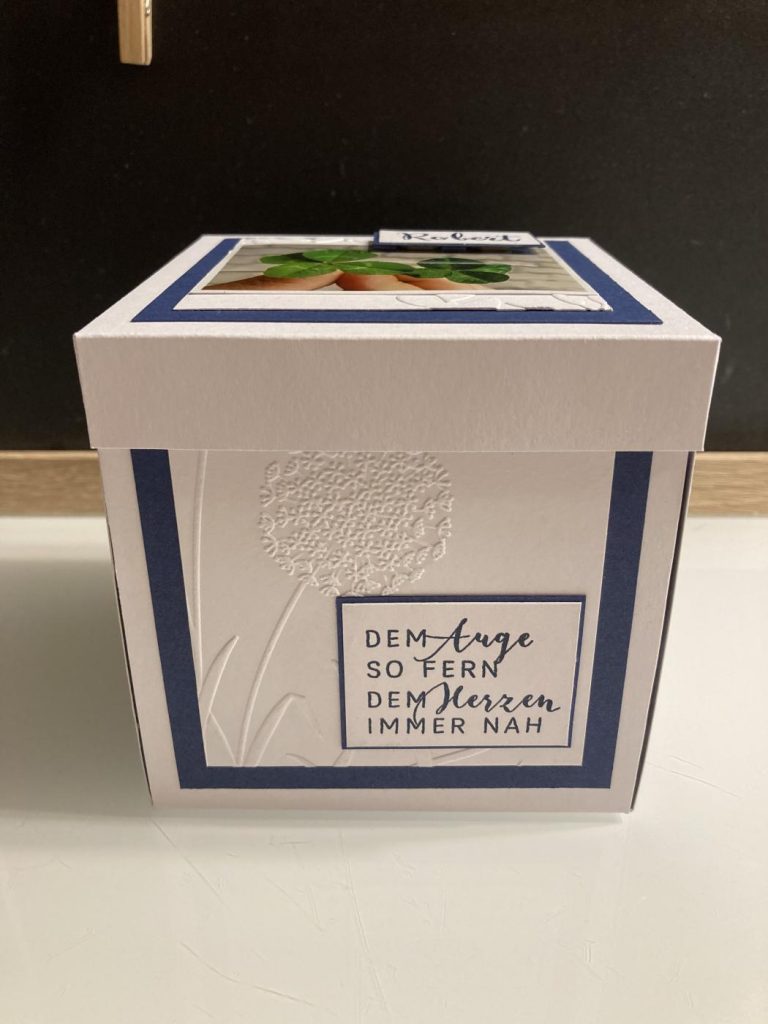 Robert
DEM Auge
SO FERN
DEM Herzen
IMMER NAH